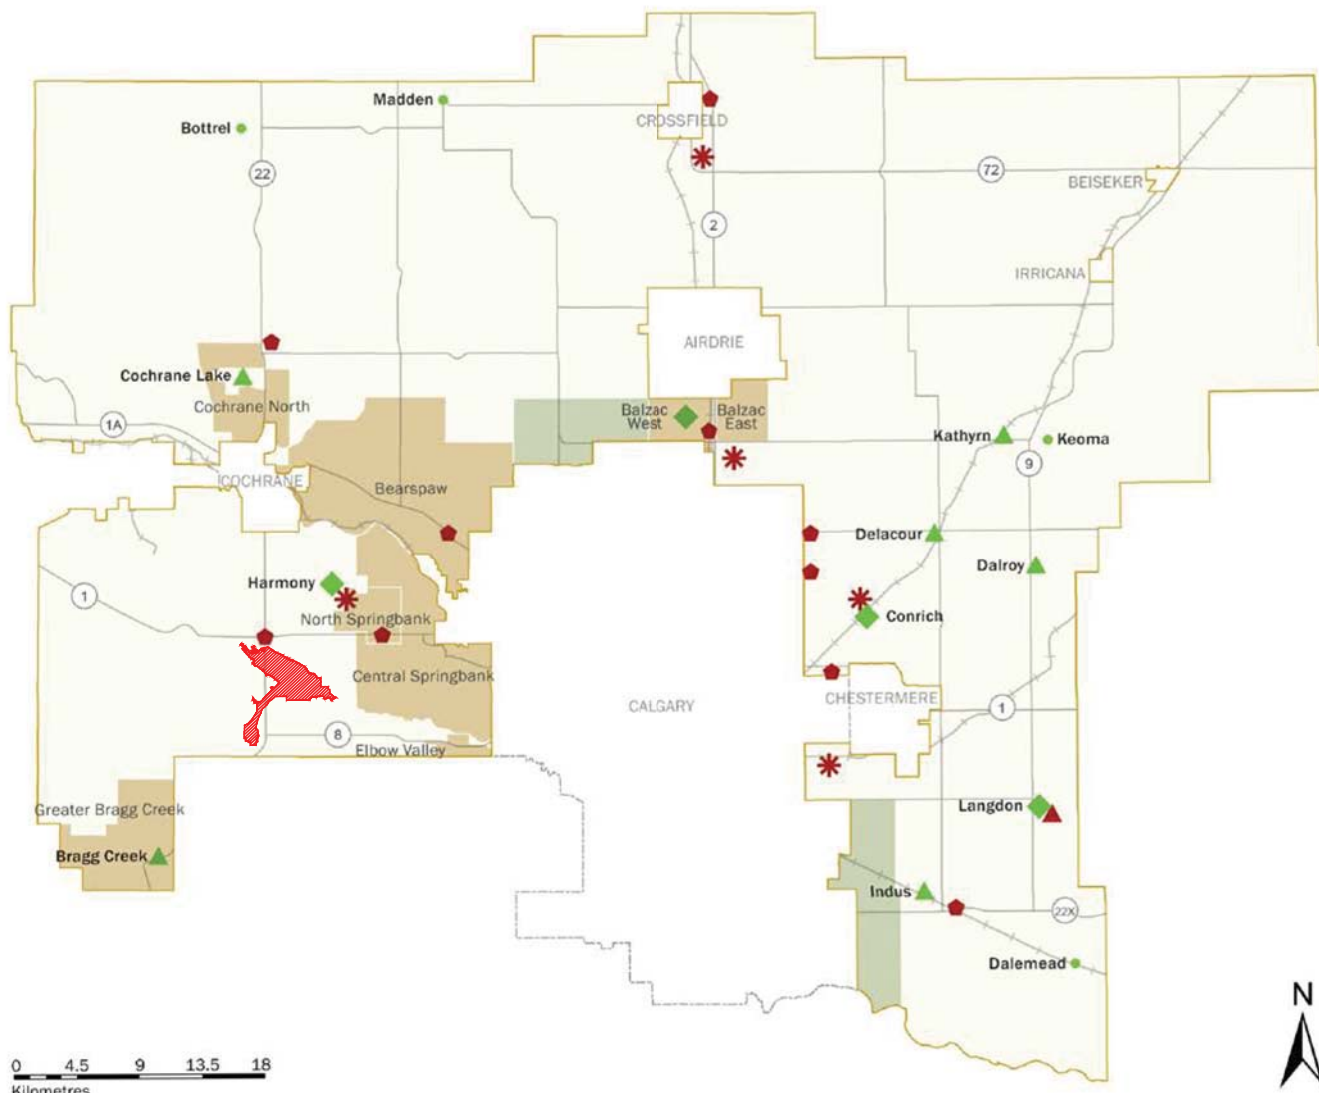 Madden
Bottrel
CROSSFIELD
22
72
BEISEKER
2
IRRICANA
AIRDRIE
Cochrane Lake
Cochrane North
1A
Balzac
West
Balzac
East
Kathyrn
Keoma
9
COCHRANE
Bearspaw
Delacour
Dalroy
Harmony
1
North Springbank
Conrich
Central Springbank
CALGARY
CHESTERMERE
1
8
Elbow Valley
Greater Bragg Creek
Langdon
Bragg Creek
Indus
22X
Dalemead
N
0 4.5 9 13.5 18
Kilometres